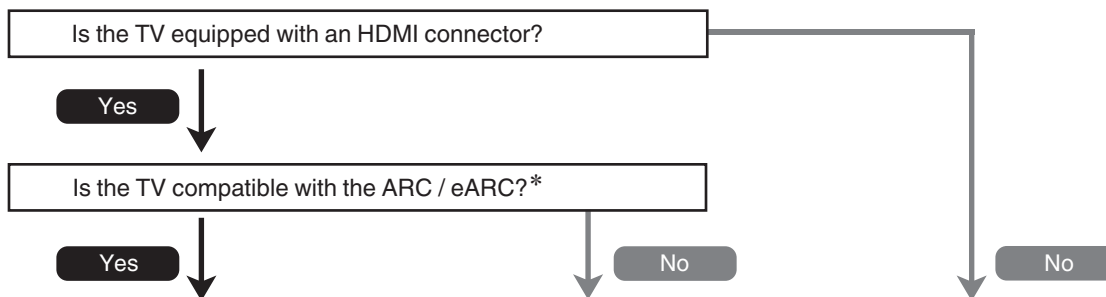 Is the TV equipped with an HDMI connector?
Yes
Is the TV compatible with the ARC / eARC?*
Yes
No
No